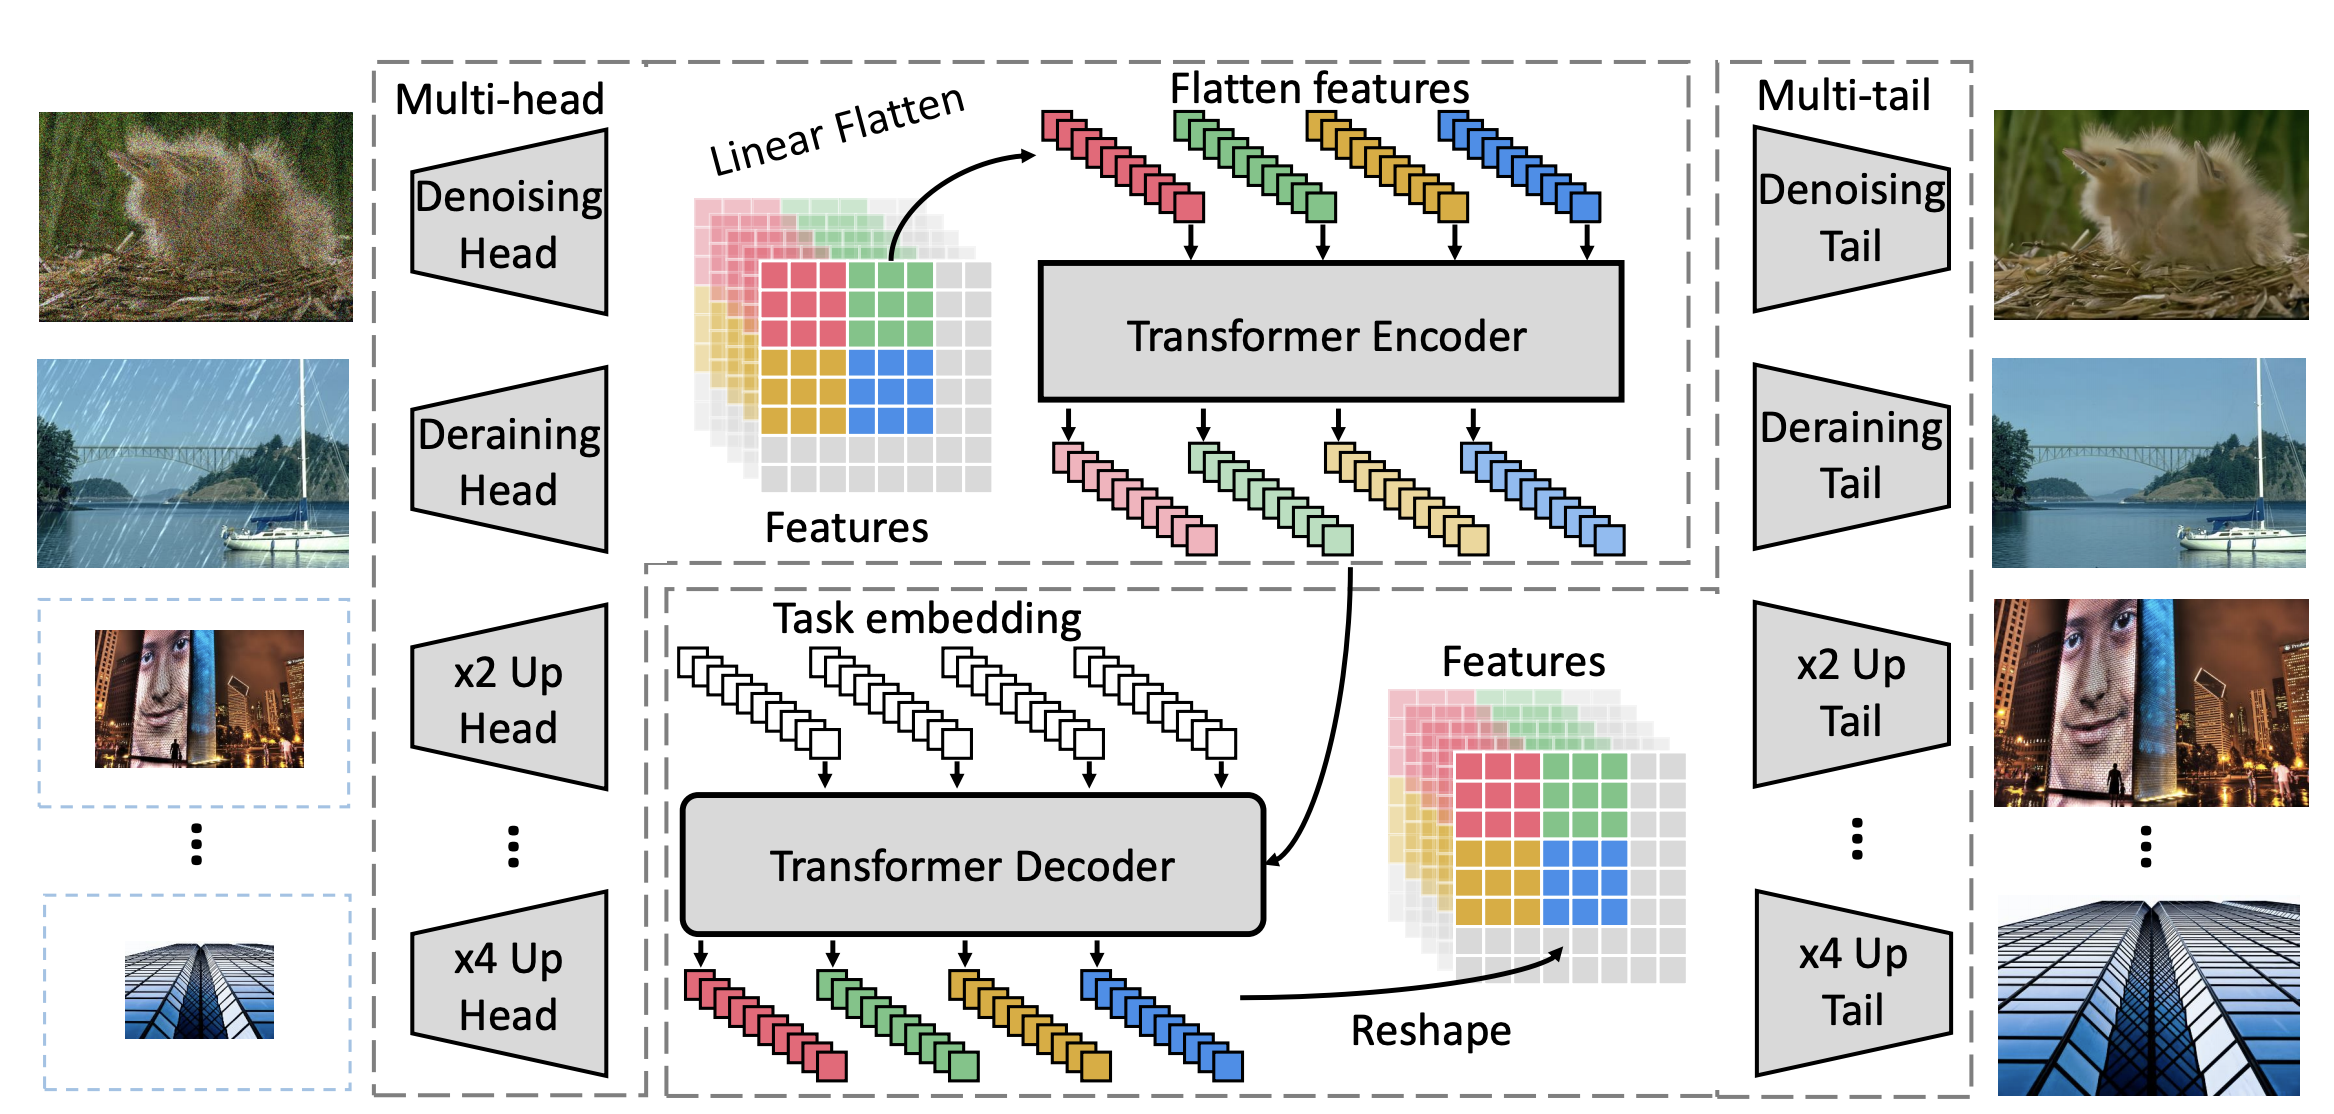 Multi-head
Denoising
Head
Deraining
Head
x2 Up
Head
x4 Up
Head
Linear Flatten
Features
Flatten features
Transformer Encoder
Task embedding
Transformer Decoder
Features
Reshape
Multi-tail
Denoising
Tail
Deraining
Tail
x2 Up
Tail
x4 Up
Tail